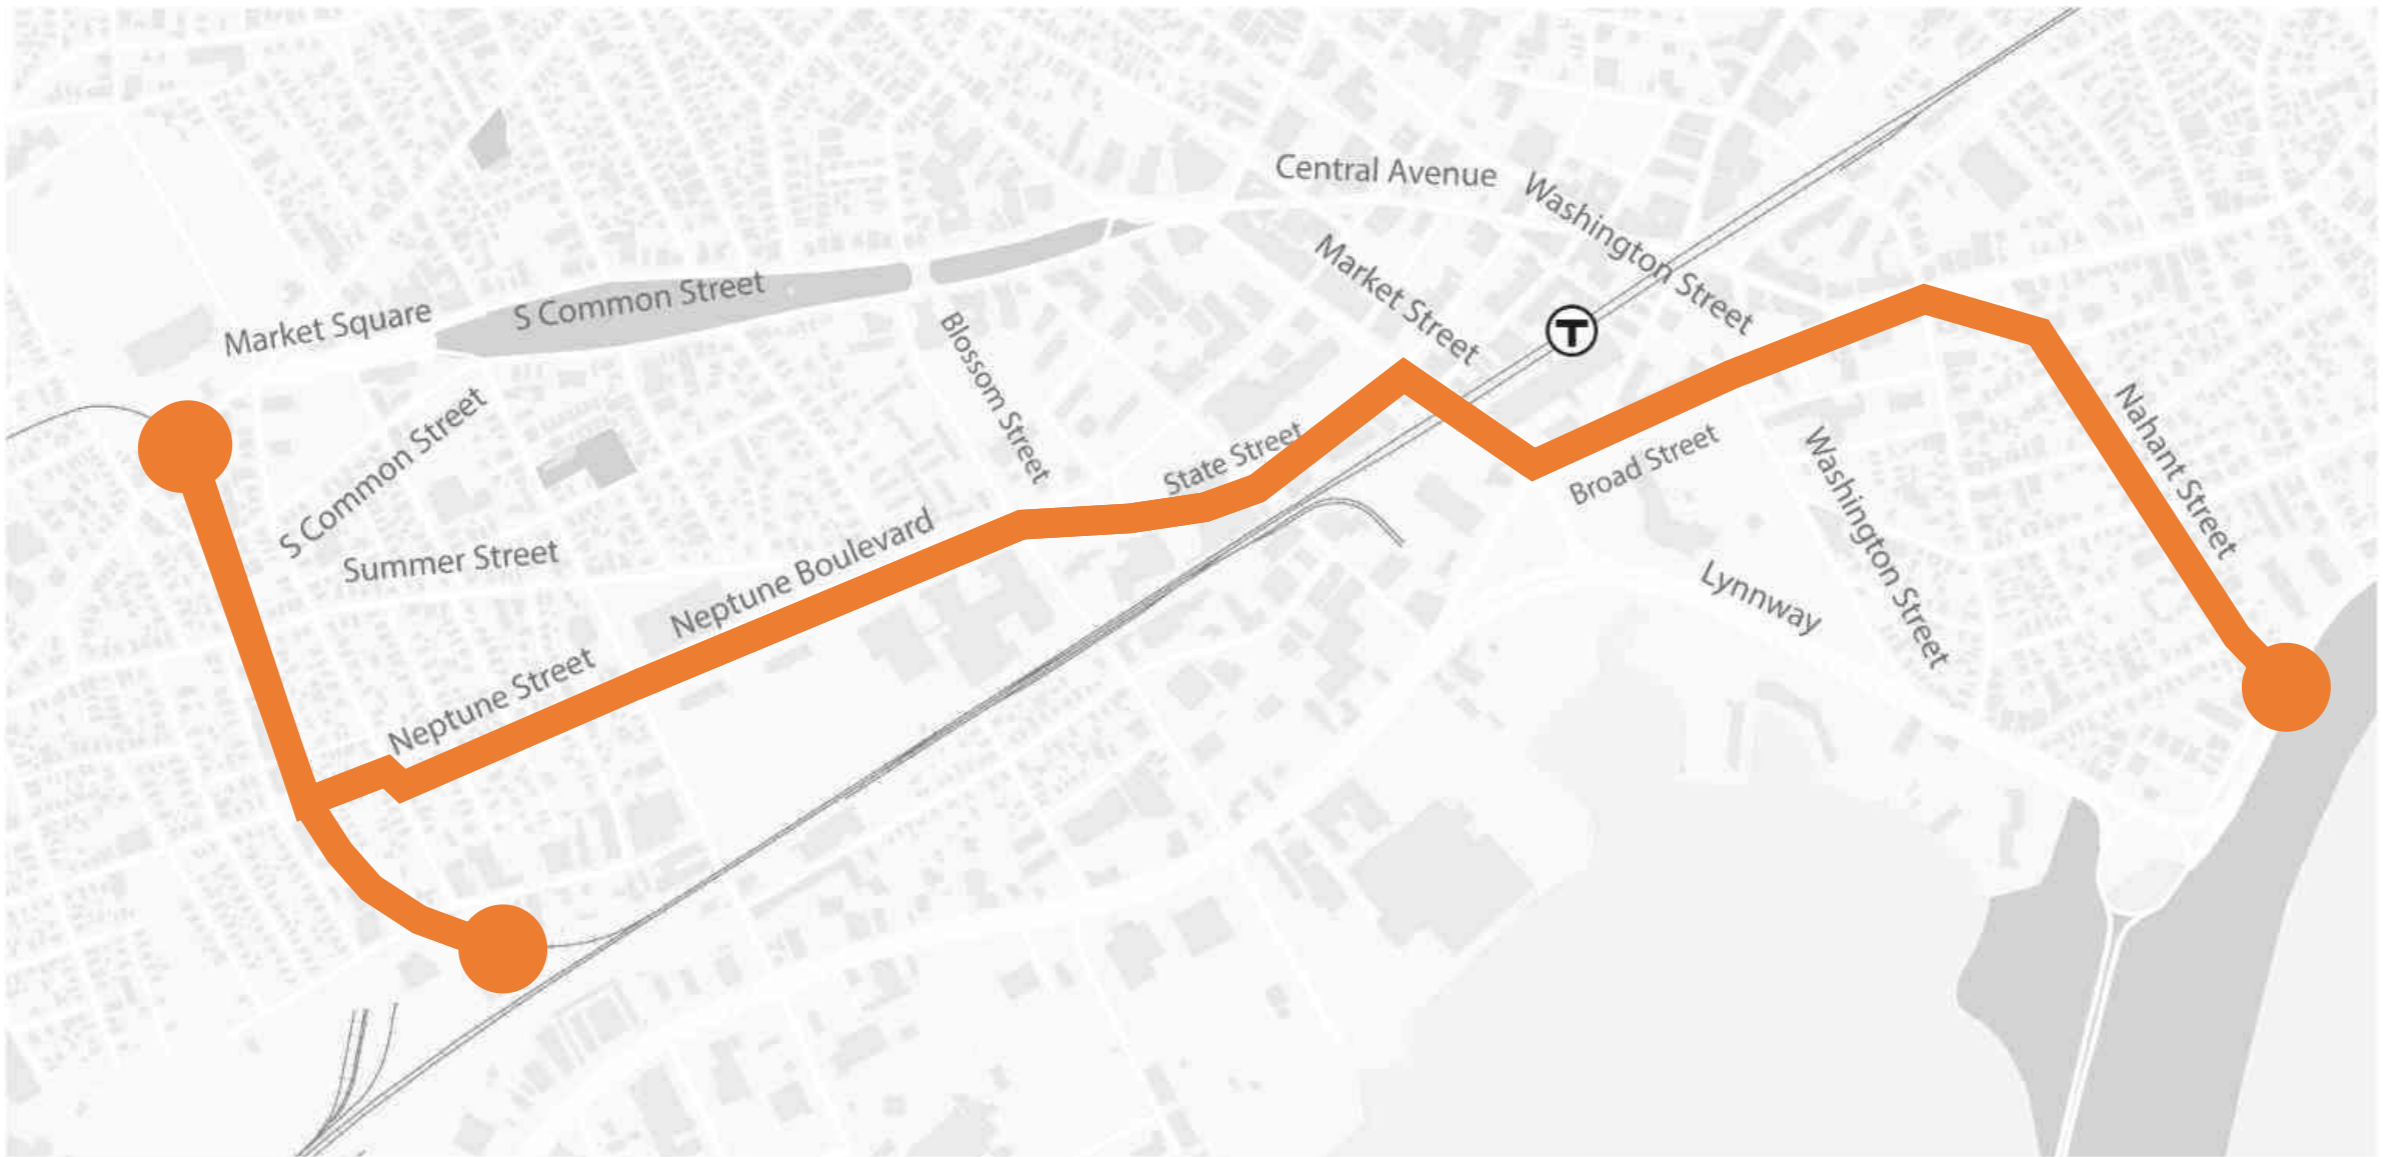 Central Avenue
Washington Street
Market Street
T
Market Square
S Common Street
Blossom Street
S Common Street
State Street
Broad Street
Nahant Street
Washington Street
Summer Street
Neptune Boulevard
Lynnway
Neptune Street